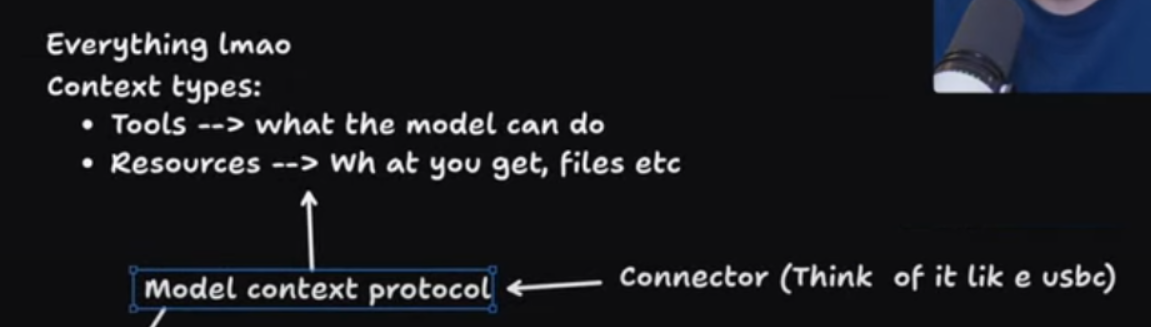 Everything lmao
Context types:
• Tools --> what the model can do
• Resources --> Wh at you get, files etc
Model context protocol
Connector (Think of it lik e usbc)